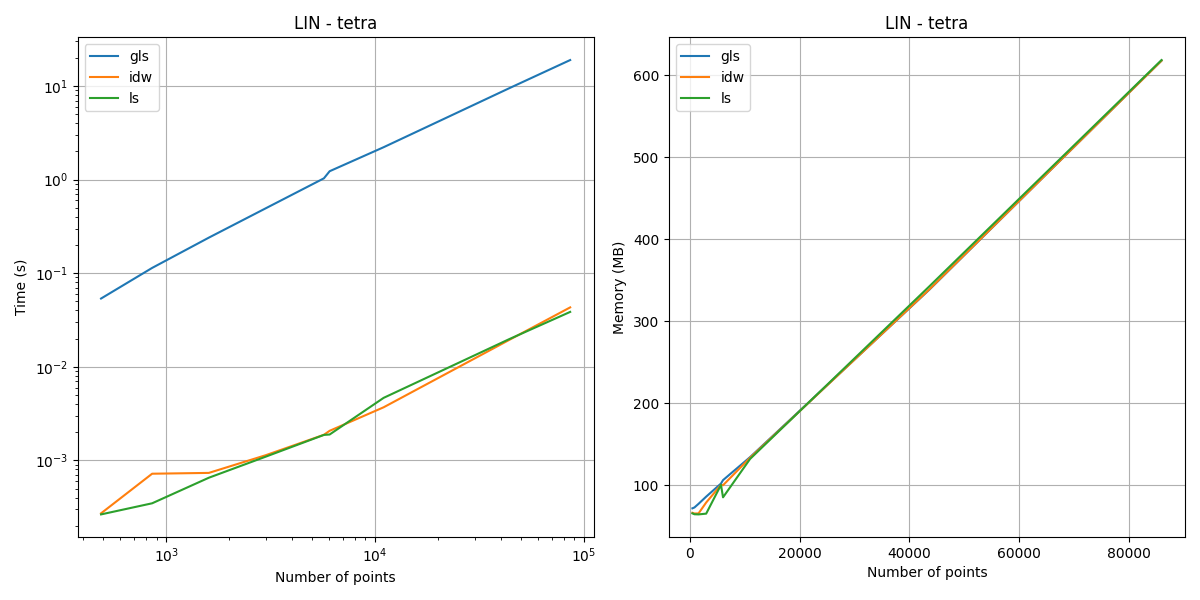 LIN - tetra
gls
idw
ls
10¹
10⁰
10⁻¹
10⁻²
10⁻³
Time (s)
10³
10⁴
10⁵
Number of points
LIN - tetra
gls
idw
ls
600
500
400
300
200
100
Memory (MB)
0
20000
40000
60000
80000
Number of points